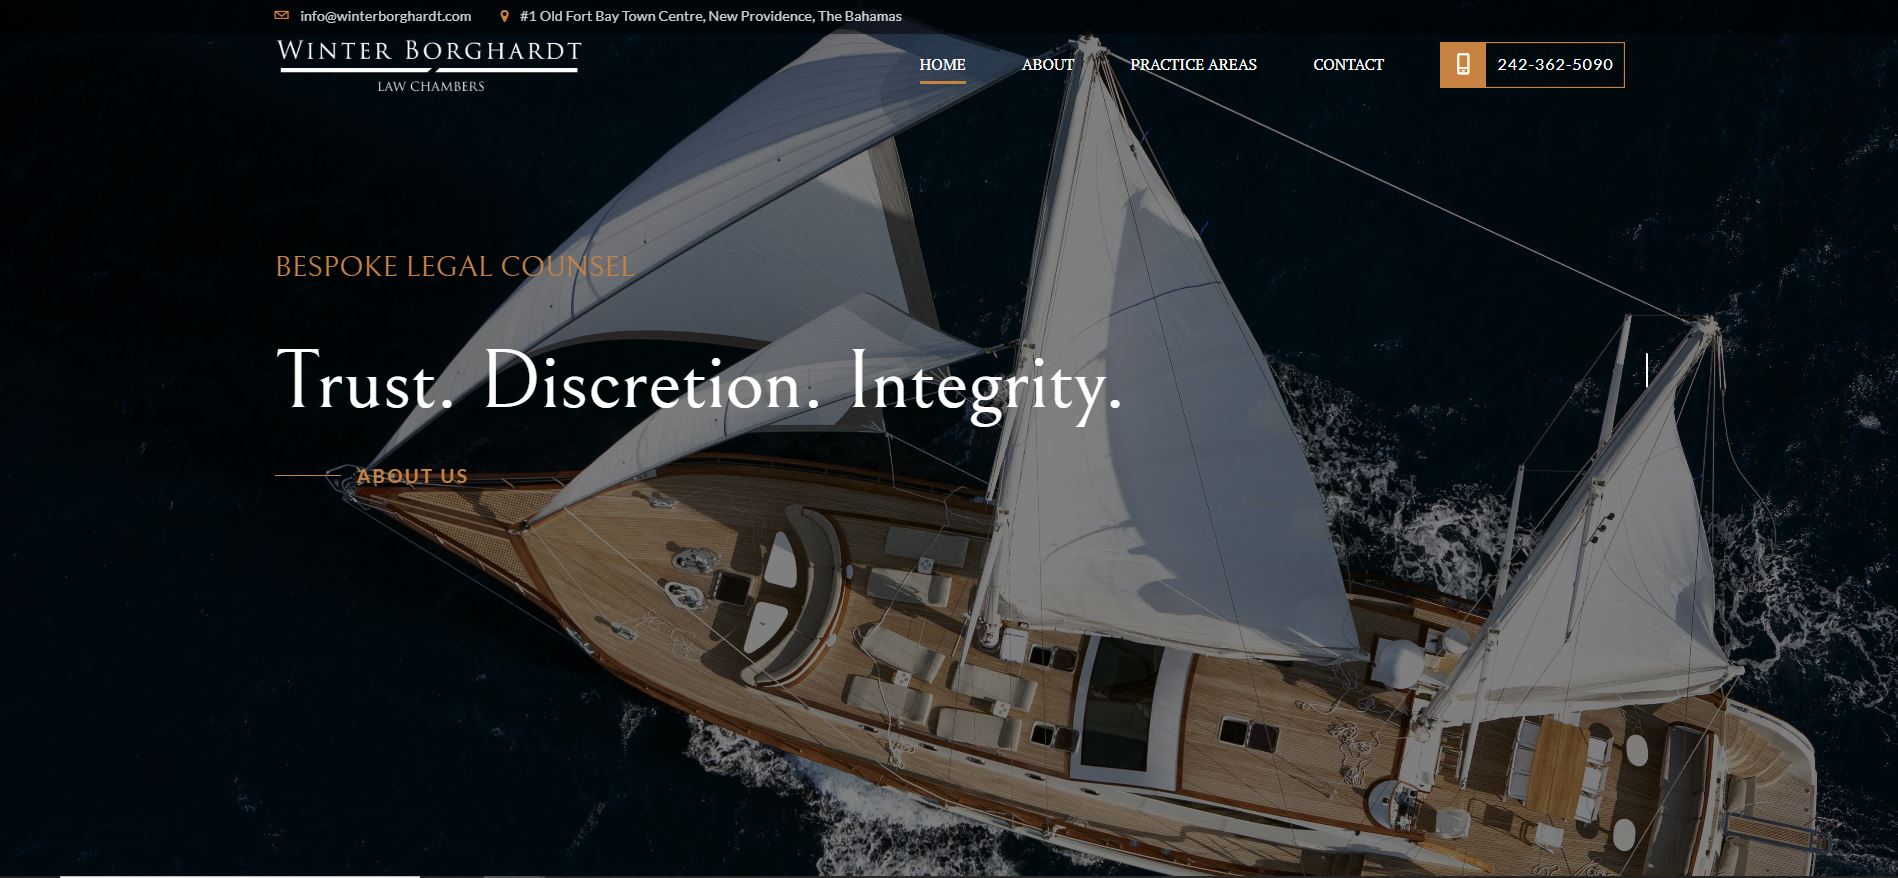 info@winterborghardt.com #1 Old Fort Bay Town Centre, New Providence, The Bahamas
WINTER BORGHARDT
LAW CHAMBERS
HOME ABOUT PRACTICE AREAS CONTACT 242-362-5090
BESPOKE LEGAL COUNSEL
Trust. Discretion. Integrity.
ABOUT US